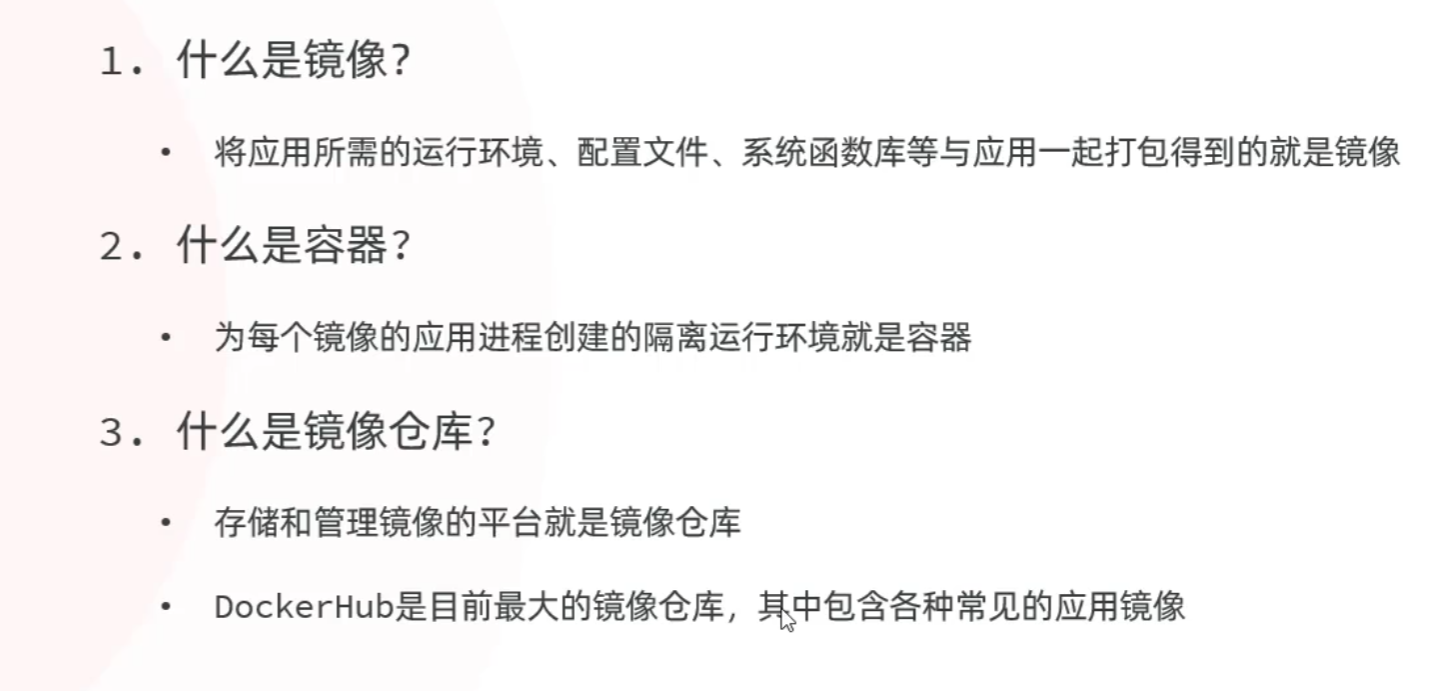 1. 什么是镜像？
• 将应用所需的运行环境、配置文件、系统函数库等与应用一起打包得到的就是镜像
2. 什么是容器？
• 为每个镜像的应用进程创建的隔离运行环境就是容器
3. 什么是镜像仓库？
• 存储和管理镜像的平台就是镜像仓库
• DockerHub是目前最大的镜像仓库，其中包含各种常见的应用镜像